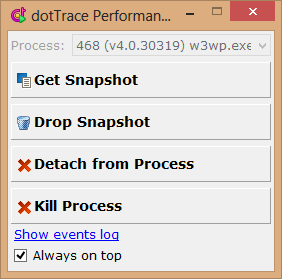 dotTrace Performan...
Process: 468 (v4.0.30319) w3wp.exe
Get Snapshot
Drop Snapshot
Detach from Process
Kill Process
Show events log
Always on top